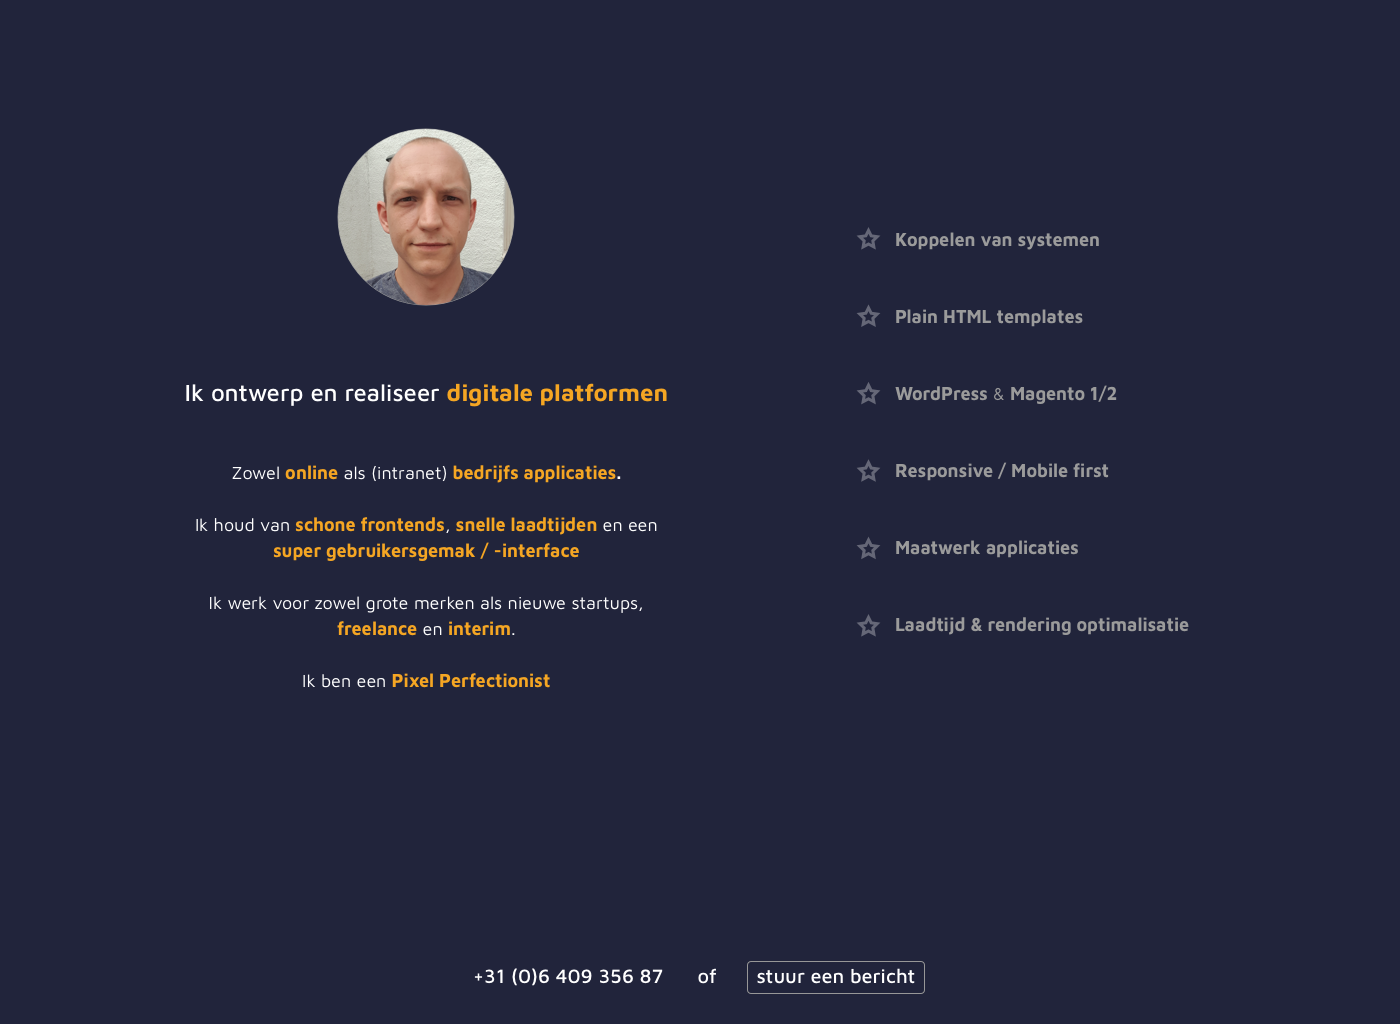 Ik ontwerp en realiseer digitale platformen
Zowel online als (intranet) bedrijfs applicaties.
Ik houd van schone frontends, snelle laadtijden en een
super gebruikersgemak / -interface
Ik werk voor zowel grote merken als nieuwe startups,
freelance en interim.
Ik ben een Pixel Perfectionist
Koppelen van systemen
Plain HTML templates
WordPress & Magento 1/2
Responsive / Mobile first
Maatwerk applicaties
Laadtijd & rendering optimalisatie
+31 (0)6 409 356 87 of stuur een bericht